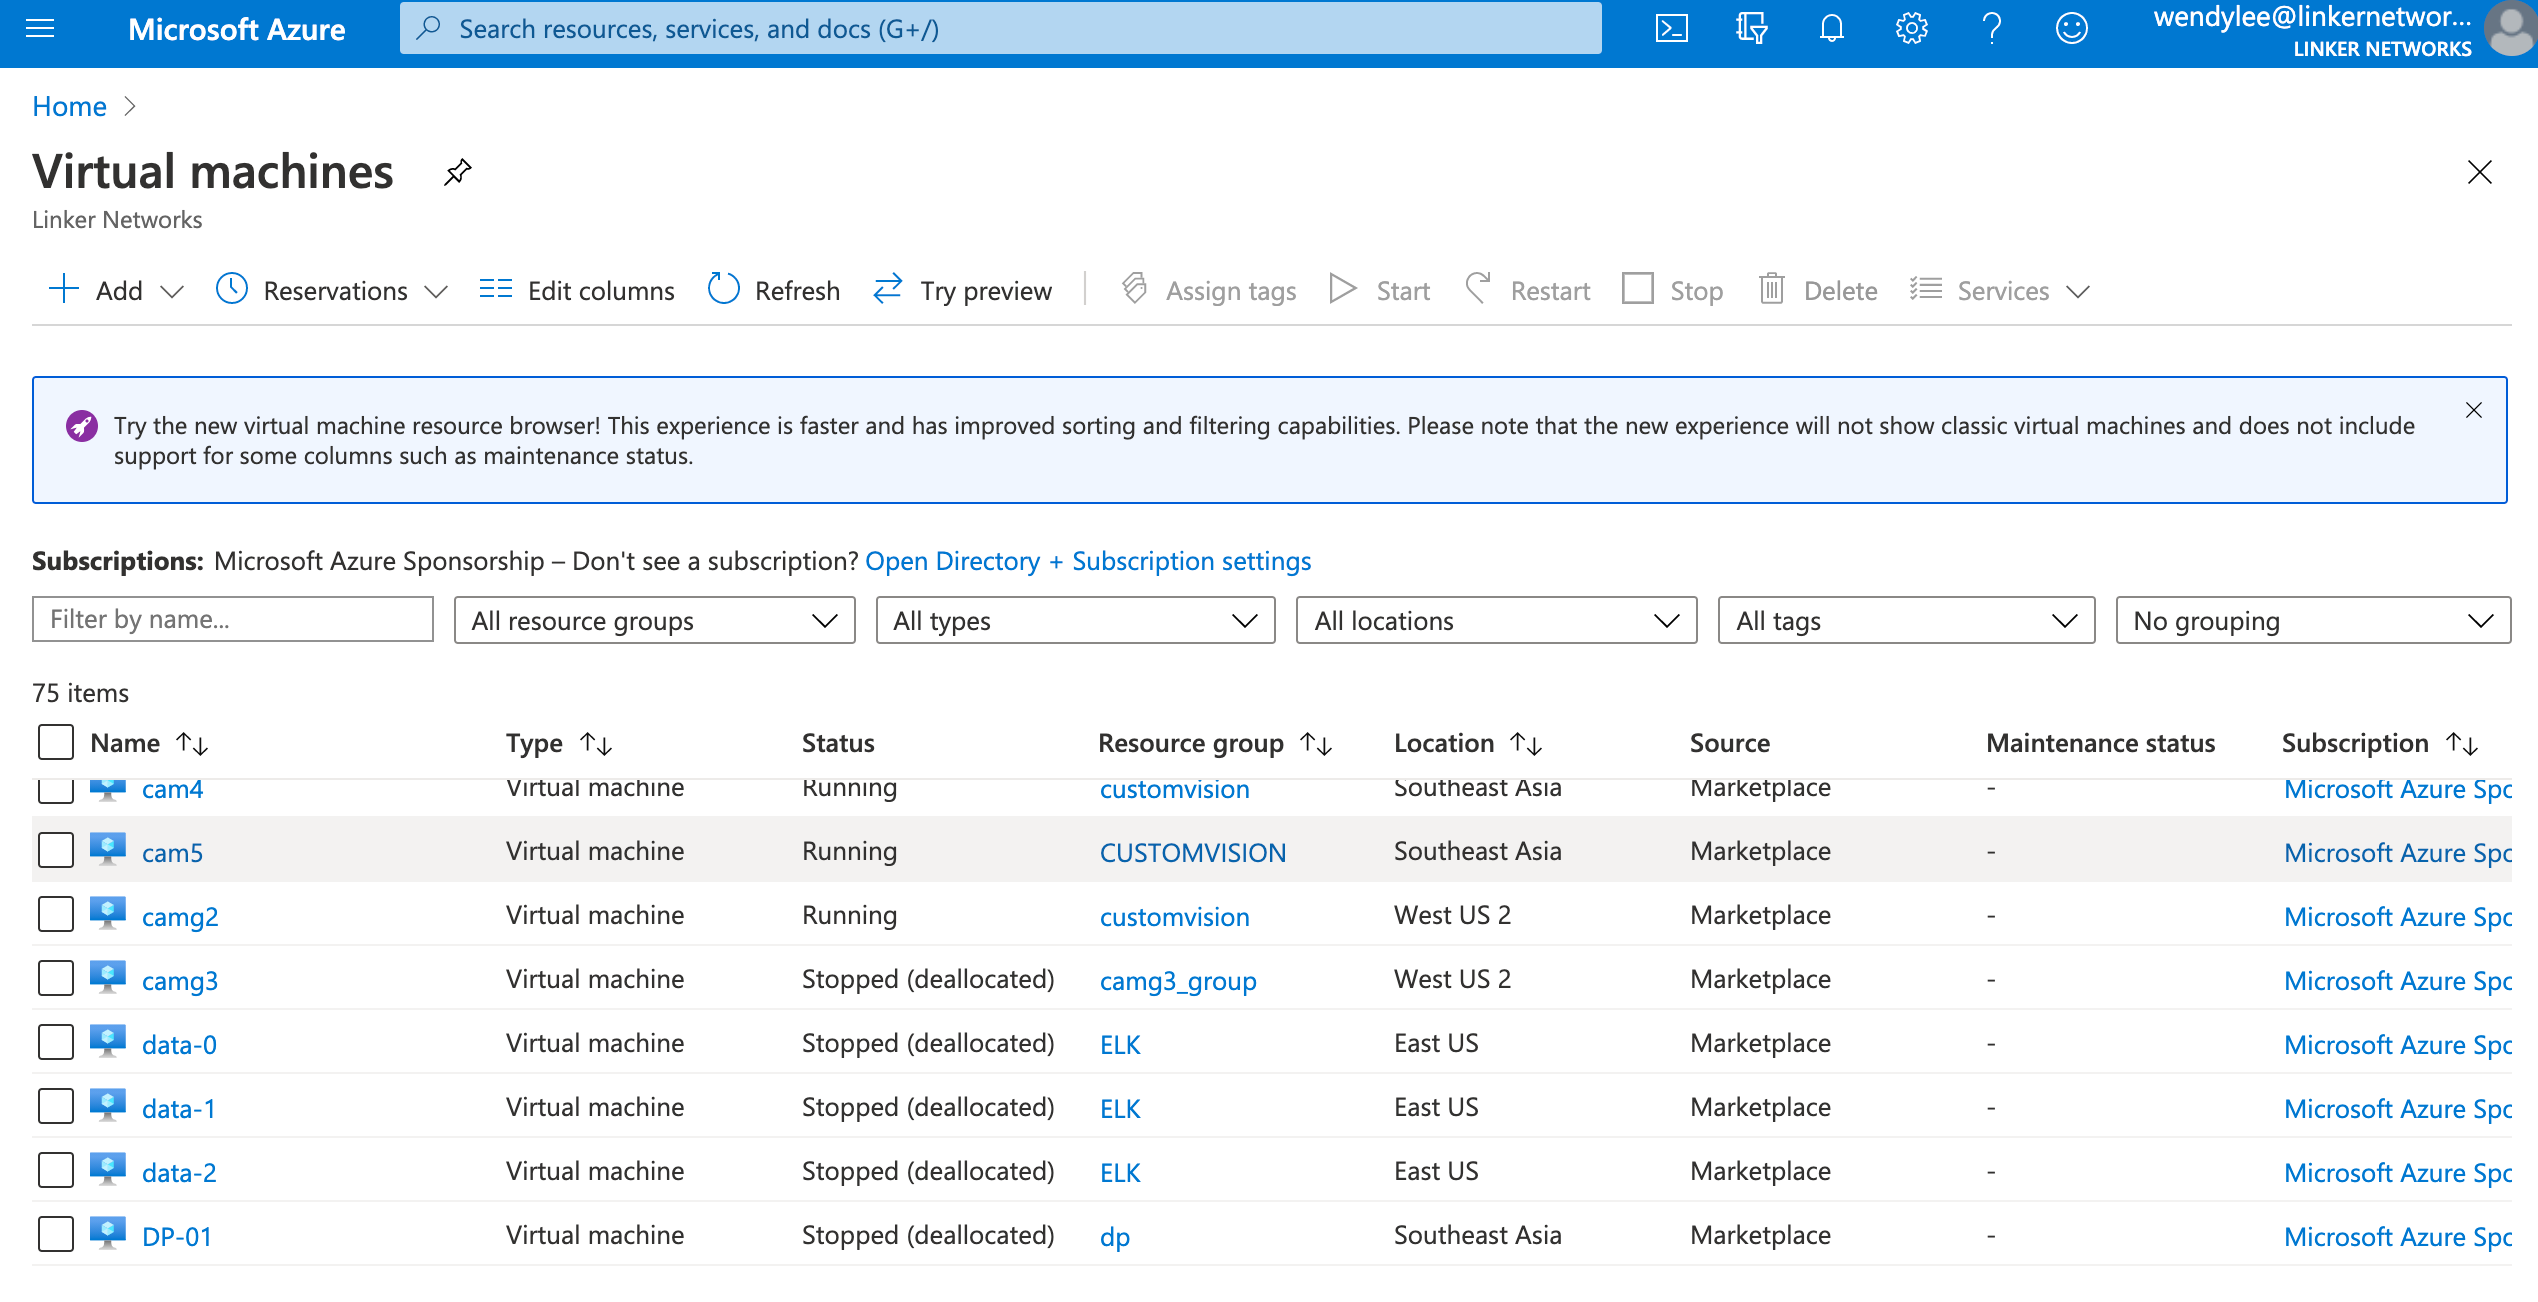 Microsoft Azure
Search resources, services, and docs (G+/)
wendylee@linkernetwor...
LINKER NETWORKS
Home
Virtual machines
Linker Networks
Add Reservations Edit columns Refresh Try preview Assign tags Start Restart Stop Delete Services
Try the new virtual machine resource browser! This experience is faster and has improved sorting and filtering capabilities. Please note that the new experience will not show classic virtual machines and does not include
support for some columns such as maintenance status.
Subscriptions: Microsoft Azure Sponsorship – Don't see a subscription? Open Directory + Subscription settings
Filter by name... All resource groups All types All locations All tags No grouping
75 items
Name Type Status Resource group Location Source Maintenance status Subscription
cam4 Virtual machine Running customvision Southeast Asia Marketplace - Microsoft Azure Spo
cam5 Virtual machine Running CUSTOMVISION Southeast Asia Marketplace - Microsoft Azure Spo
camg2 Virtual machine Running customvision West US 2 Marketplace - Microsoft Azure Spo
camg3 Virtual machine Stopped (deallocated) camg3_group West US 2 Marketplace - Microsoft Azure Spo
data-0 Virtual machine Stopped (deallocated) ELK East US Marketplace - Microsoft Azure Spo
data-1 Virtual machine Stopped (deallocated) ELK East US Marketplace - Microsoft Azure Spo
data-2 Virtual machine Stopped (deallocated) ELK East US Marketplace - Microsoft Azure Spo
DP-01 Virtual machine Stopped (deallocated) dp Southeast Asia Marketplace - Microsoft Azure Spo